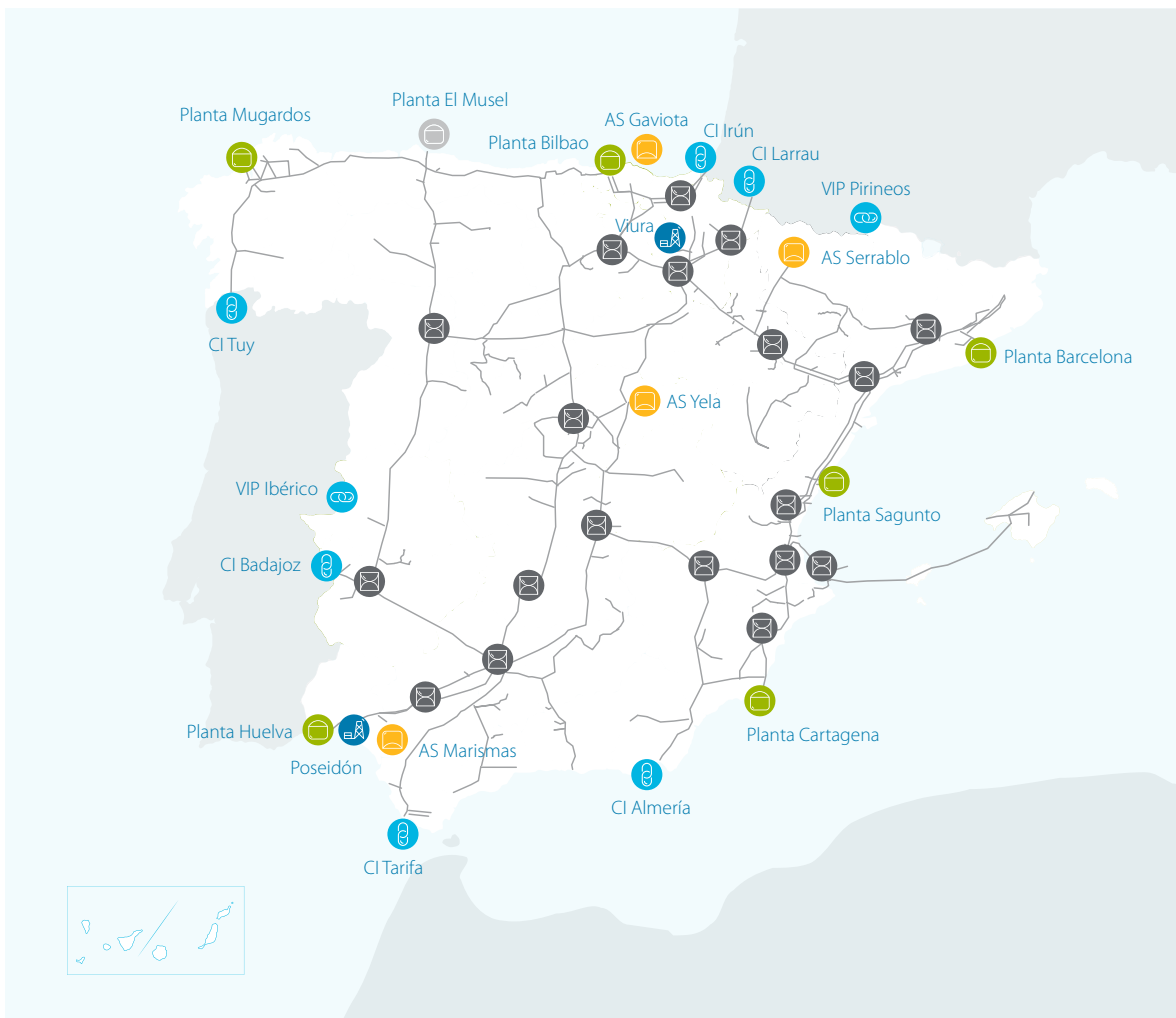 Planta El Musel
Planta Mugardos
AS Gaviota
CI Irún
Planta Bilbao
CI Larrau
VIP Pirineos
Viura
AS Serrablo
CI Tuy
Planta Barcelona
AS Yela
VIP Ibérico
Planta Sagunto
CI Badajoz
Planta Huelva
Planta Cartagena
AS Marismas
Poseidón
CI Almería
CI Tarifa